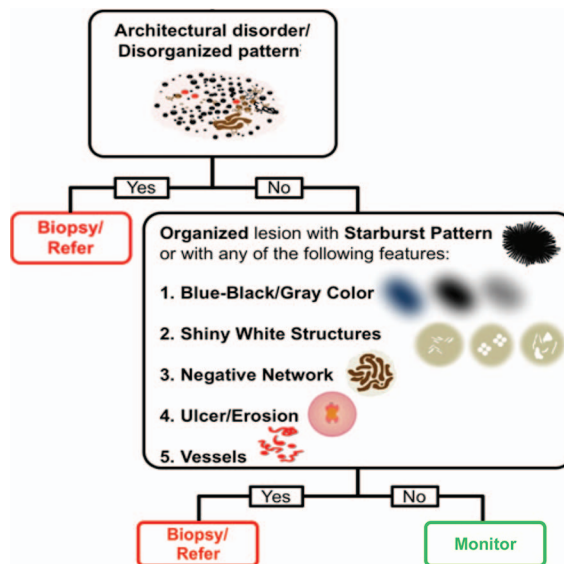 Architectural disorder/
Disorganized pattern:
Yes
No
Biopsy/
Refer
Organized lesion with Starburst Pattern
or with any of the following features:
1. Blue-Black/Gray Color
2. Shiny White Structures
3. Negative Network
4. Ulcer/Erosion
5. Vessels
Yes
No
Biopsy/
Refer
Monitor